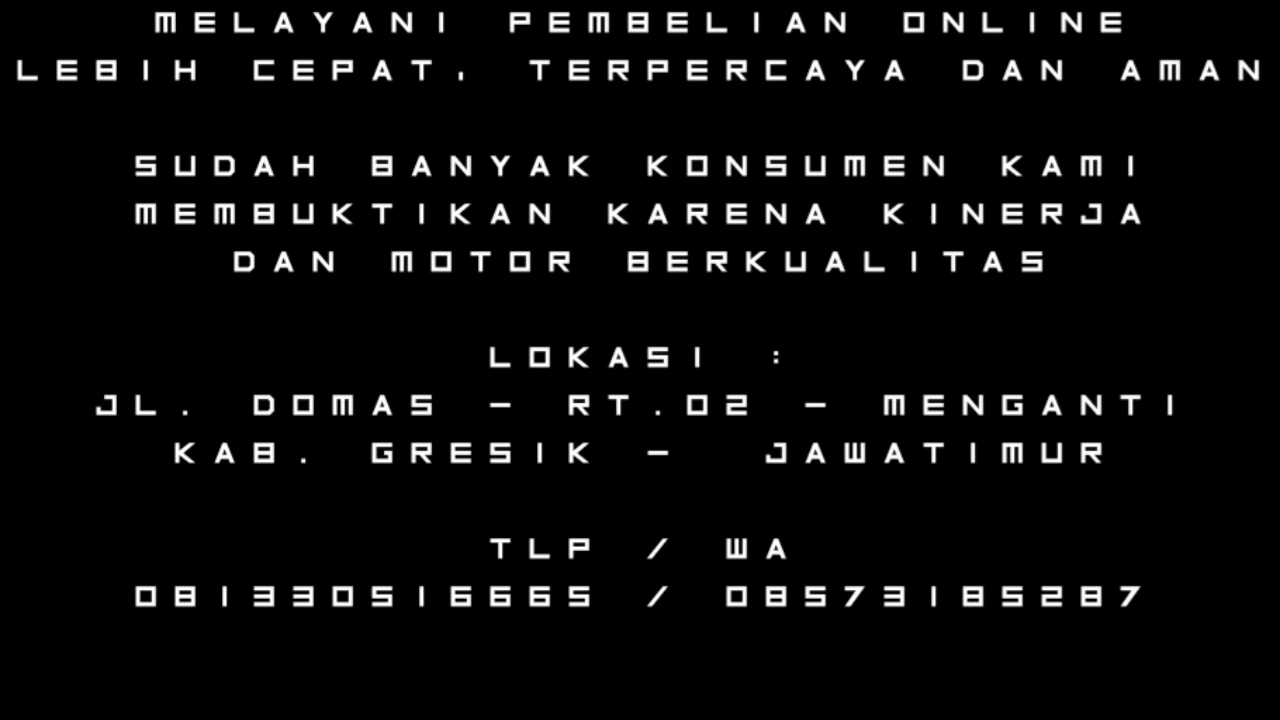 MELAYANI PEMBELIAN ONLINE
LEBIH CEPAT, TERPERCAYA DAN AMAN
SUDAH BANYAK KONSUMEN KAMI
MEMBUKTIKAN KARENA KINERJA
DAN MOTOR BERKUALITAS
LOKASI :
JL. DOMAS - RT.02 - MENGANTI
KAB. GRESIK - JAWATIMUR
TLP / WA
081330516665 / 08573185287